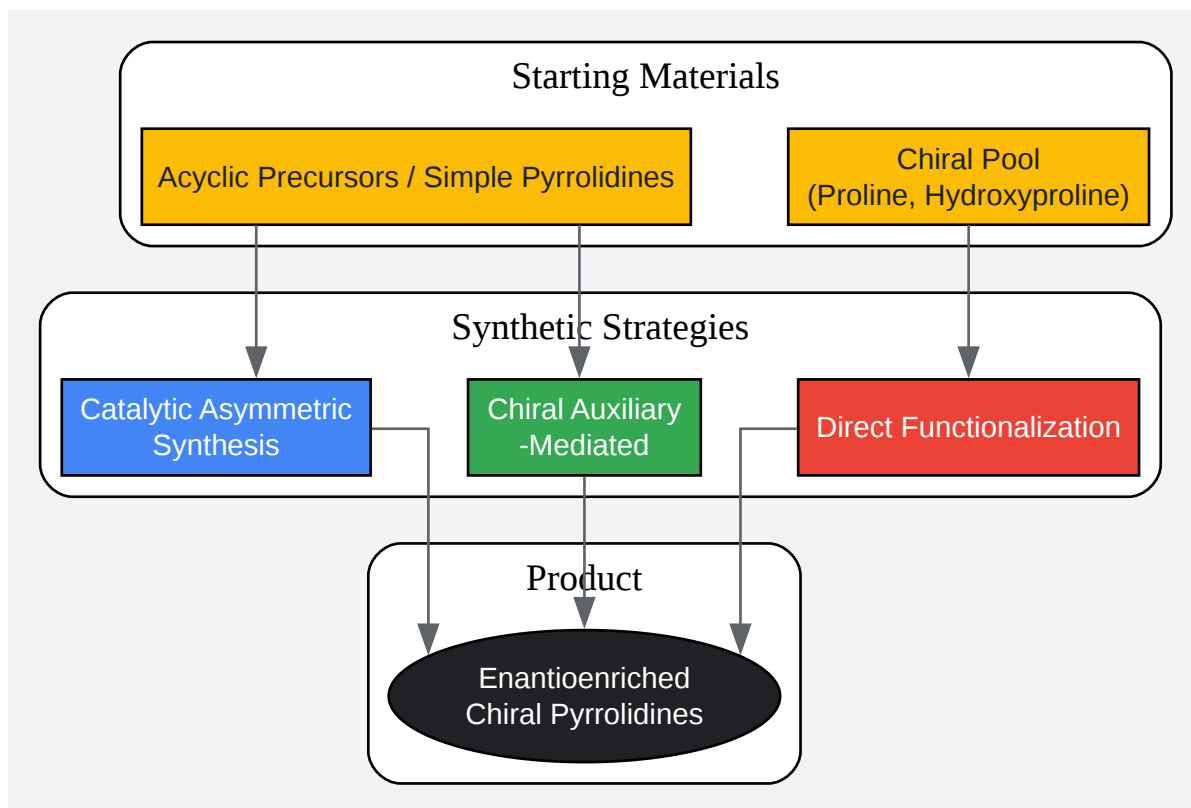 Starting Materials
Acyclic Precursors / Simple Pyrrolidines
Chiral Pool
(Proline, Hydroxyproline)
Synthetic Strategies
Catalytic Asymmetric
Synthesis
Chiral Auxiliary
-Mediated
Direct Functionalization
Product
Enantioenriched
Chiral Pyrrolidines